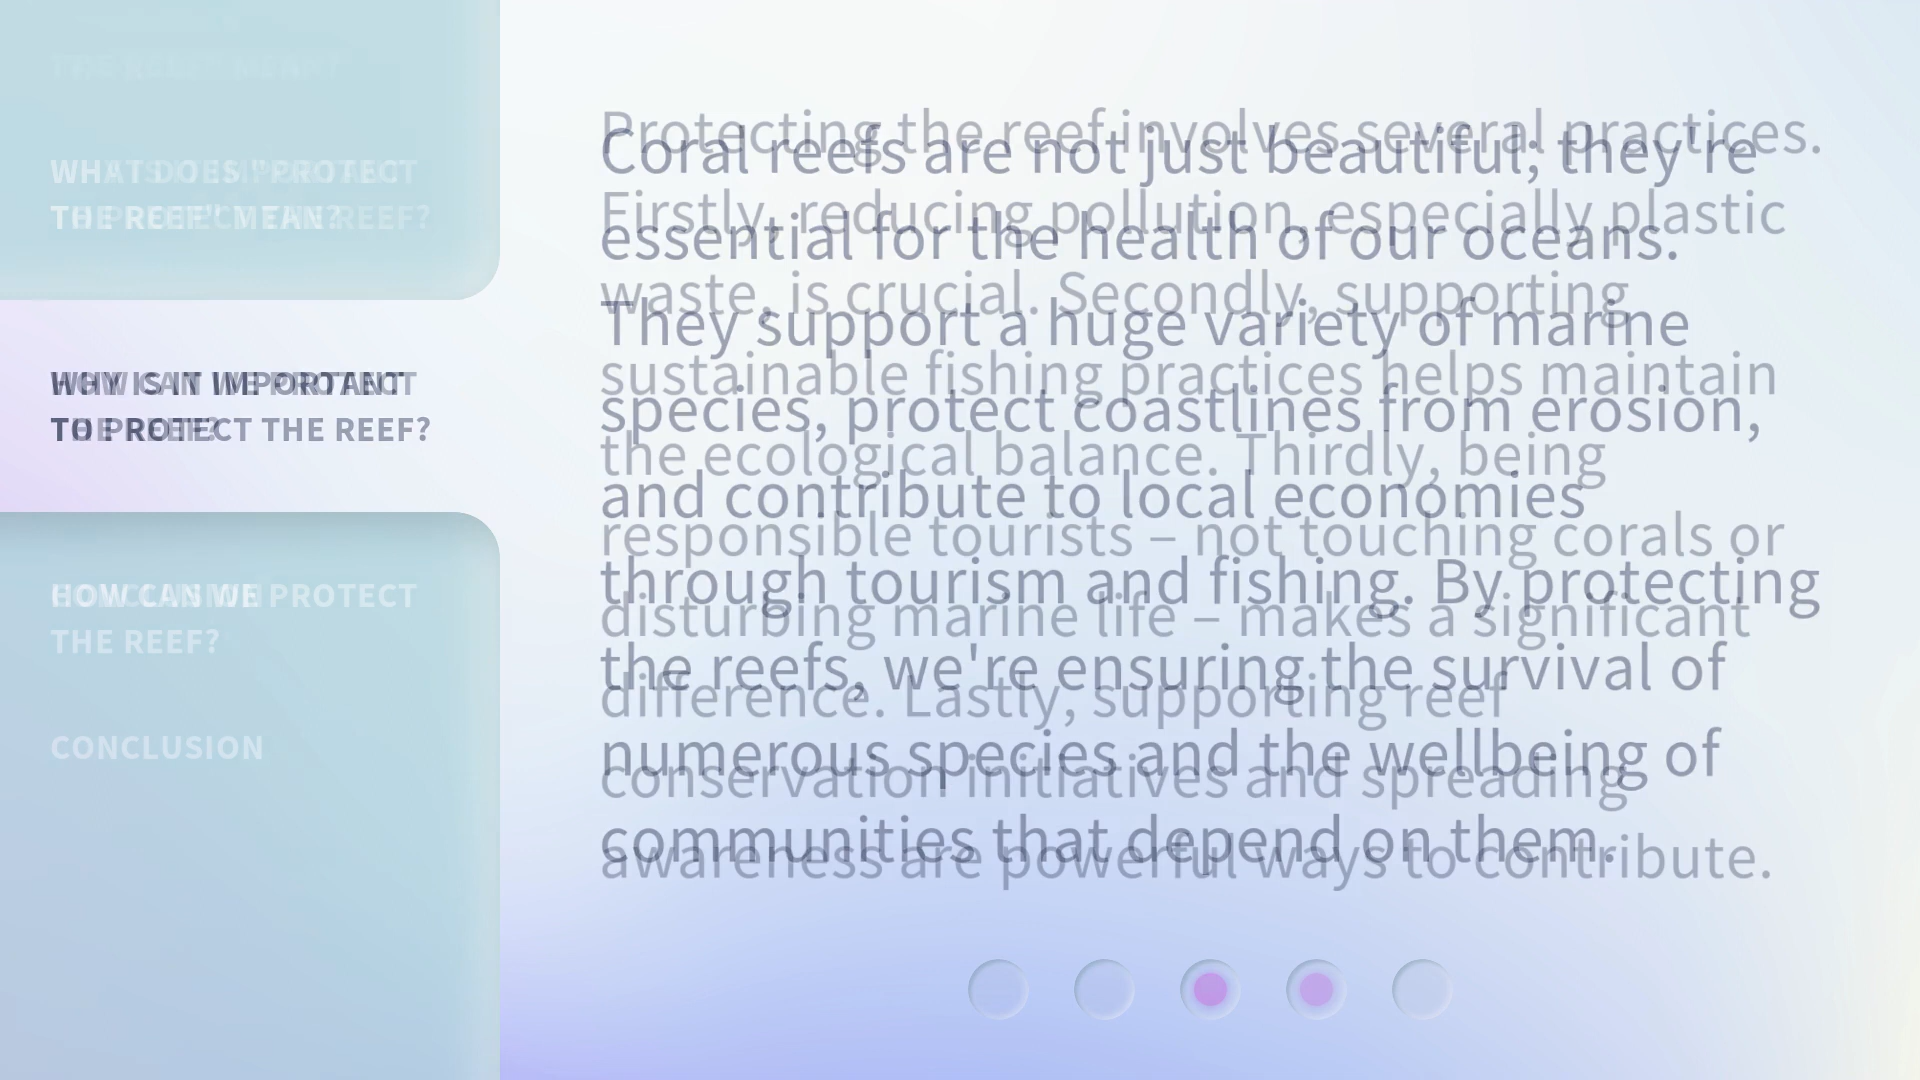 WHAT DOES "PROTECT
THE REEF" MEAN?
WHY IS IT IMPORTANT
TO PROTECT THE REEF?
HOW CAN WE PROTECT
THE REEF?
CONCLUSION
Coral reefs are not just beautiful; they're
essential for the health of our oceans.
They support a huge variety of marine
species, protect coastlines from erosion,
and contribute to local economies
through tourism and fishing. By protecting
the reefs, we're ensuring the survival of
numerous species and the wellbeing of
communities that depend on them.
Protecting the reef involves several practices.
Firstly, reducing pollution, especially plastic
waste, is crucial. Secondly, supporting
sustainable fishing practices helps maintain
the ecological balance. Thirdly, being
responsible tourists – not touching corals or
disturbing marine life – makes a significant
difference. Lastly, supporting reef
conservation initiatives and spreading
awareness are powerful ways to contribute.